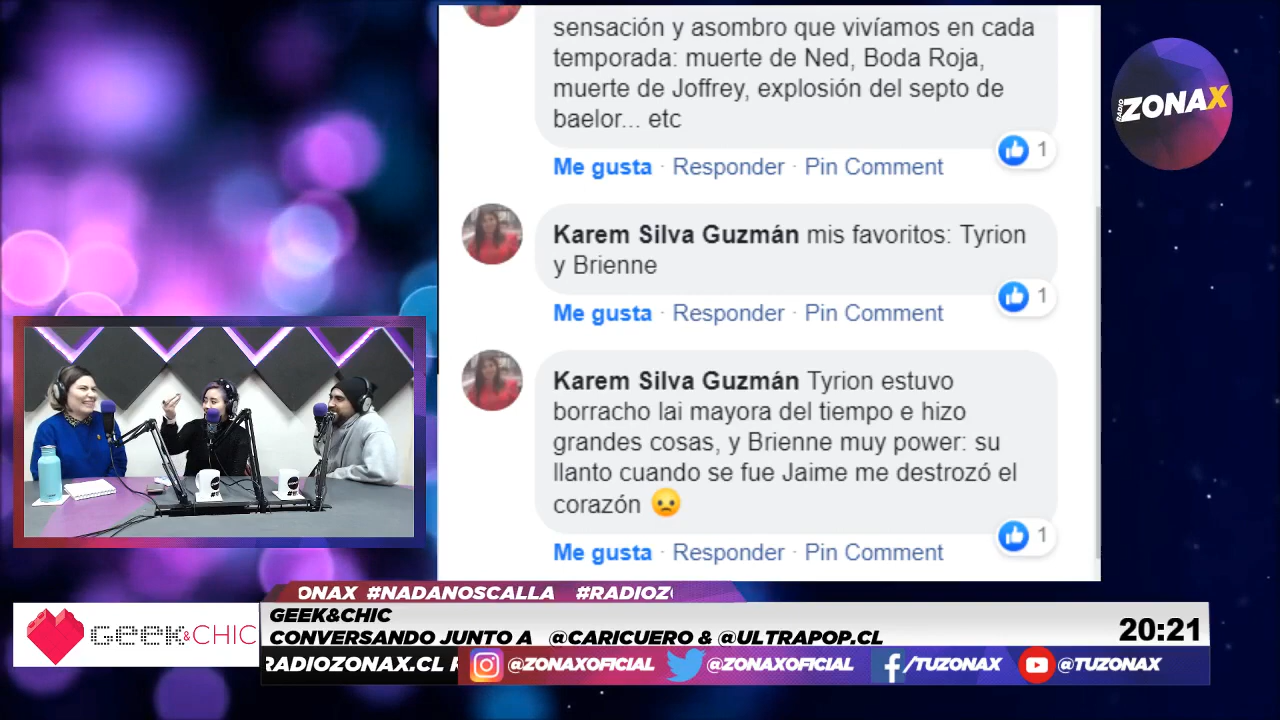 sensación y asombro que vivíamos en cada
temporada: muerte de Ned, Boda Roja,
muerte de Joffrey, explosión del septo de
baelor... etc
1
Me gusta · Responder · Pin Comment
RADIO ZONAX
Karem Silva Guzmán mis favoritos: Tyrion
y Brienne
1
Me gusta · Responder · Pin Comment
Karem Silva Guzmán Tyrion estuvo
borracho lai mayora del tiempo e hizo
grandes cosas, y Brienne muy power: su
llanto cuando se fue Jaime me destrozó el
corazón
1
Me gusta · Responder · Pin Comment
ONAX #NADANOSCALLA #RADIOZ
GEEK&CHIC
GEEK&CHIC
CONVERSANDO JUNTO A @CARICUERO & @ULTRAPOP.CL
20:21
RADIOZONAX.CL
@ZONAXOFICIAL
@ZONAXOFICIAL
/TUZONAX
@TUZONAX